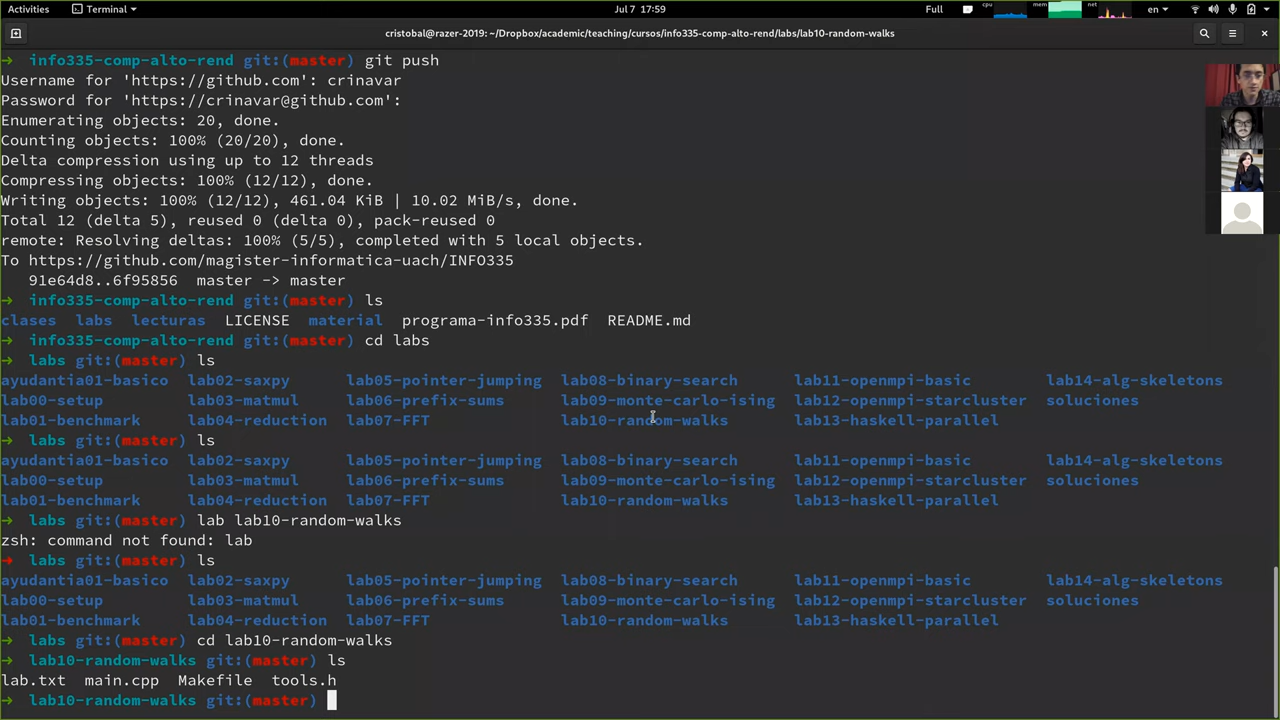 Activities Terminal Jul 7 17:59 Full cpu mem net en
cristobal@razer-2019: ~/Dropbox/academic/teaching/cursos/info335-comp-alto-rend/labs/lab10-random-walks
→ info335-comp-alto-rend git:(master) git push
Username for 'https://github.com': crinavar
Password for 'https://crinavar@github.com':
Enumerating objects: 20, done.
Counting objects: 100% (20/20), done.
Delta compression using up to 12 threads
Compressing objects: 100% (12/12), done.
Writing objects: 100% (12/12), 461.04 KiB | 10.02 MiB/s, done.
Total 12 (delta 5), reused 0 (delta 0), pack-reused 0
remote: Resolving deltas: 100% (5/5), completed with 5 local objects.
To https://github.com/magister-informatica-uach/INFO335
91e64d8..6f95856 master -> master
→ info335-comp-alto-rend git:(master) ls
clases labs lecturas LICENSE material programa-info335.pdf README.md
→ info335-comp-alto-rend git:(master) cd labs
→ labs git:(master) ls
ayudantia01-basico lab02-saxpy lab05-pointer-jumping lab08-binary-search lab11-openmpi-basic lab14-alg-skeletons
lab00-setup lab03-matmul lab06-prefix-sums lab09-monte-carlo-ising lab12-openmpi-starcluster soluciones
lab01-benchmark lab04-reduction lab07-FFT lab10-random-walks lab13-haskell-parallel
→ labs git:(master) ls
ayudantia01-basico lab02-saxpy lab05-pointer-jumping lab08-binary-search lab11-openmpi-basic lab14-alg-skeletons
lab00-setup lab03-matmul lab06-prefix-sums lab09-monte-carlo-ising lab12-openmpi-starcluster soluciones
lab01-benchmark lab04-reduction lab07-FFT lab10-random-walks lab13-haskell-parallel
→ labs git:(master) lab lab10-random-walks
zsh: command not found: lab
→ labs git:(master) ls
ayudantia01-basico lab02-saxpy lab05-pointer-jumping lab08-binary-search lab11-openmpi-basic lab14-alg-skeletons
lab00-setup lab03-matmul lab06-prefix-sums lab09-monte-carlo-ising lab12-openmpi-starcluster soluciones
lab01-benchmark lab04-reduction lab07-FFT lab10-random-walks lab13-haskell-parallel
→ labs git:(master) cd lab10-random-walks
→ lab10-random-walks git:(master) ls
lab.txt main.cpp Makefile tools.h
→ lab10-random-walks git:(master)